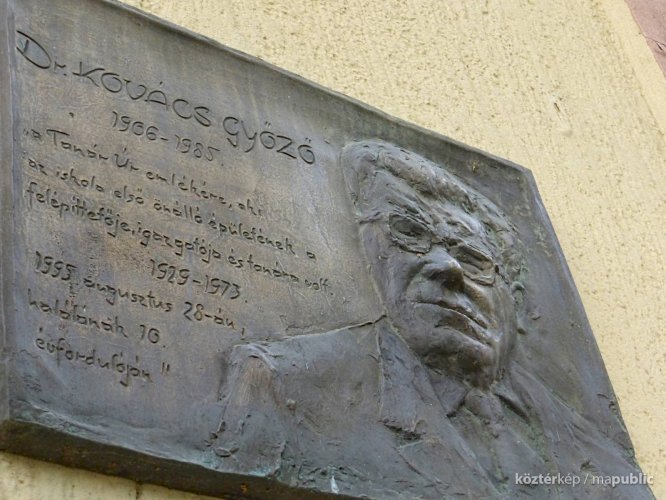 Dr. KOVÁCS GYŐZŐ
1906-1985.
„a Tanár Úr emlékére, aki
az iskola első önálló épületének a
felépíttetője, igazgatója és tanára volt.
1929-1973.
1995. augusztus 28-án,
halálának 10.
évfordulóján"
köztérkép / mapublic